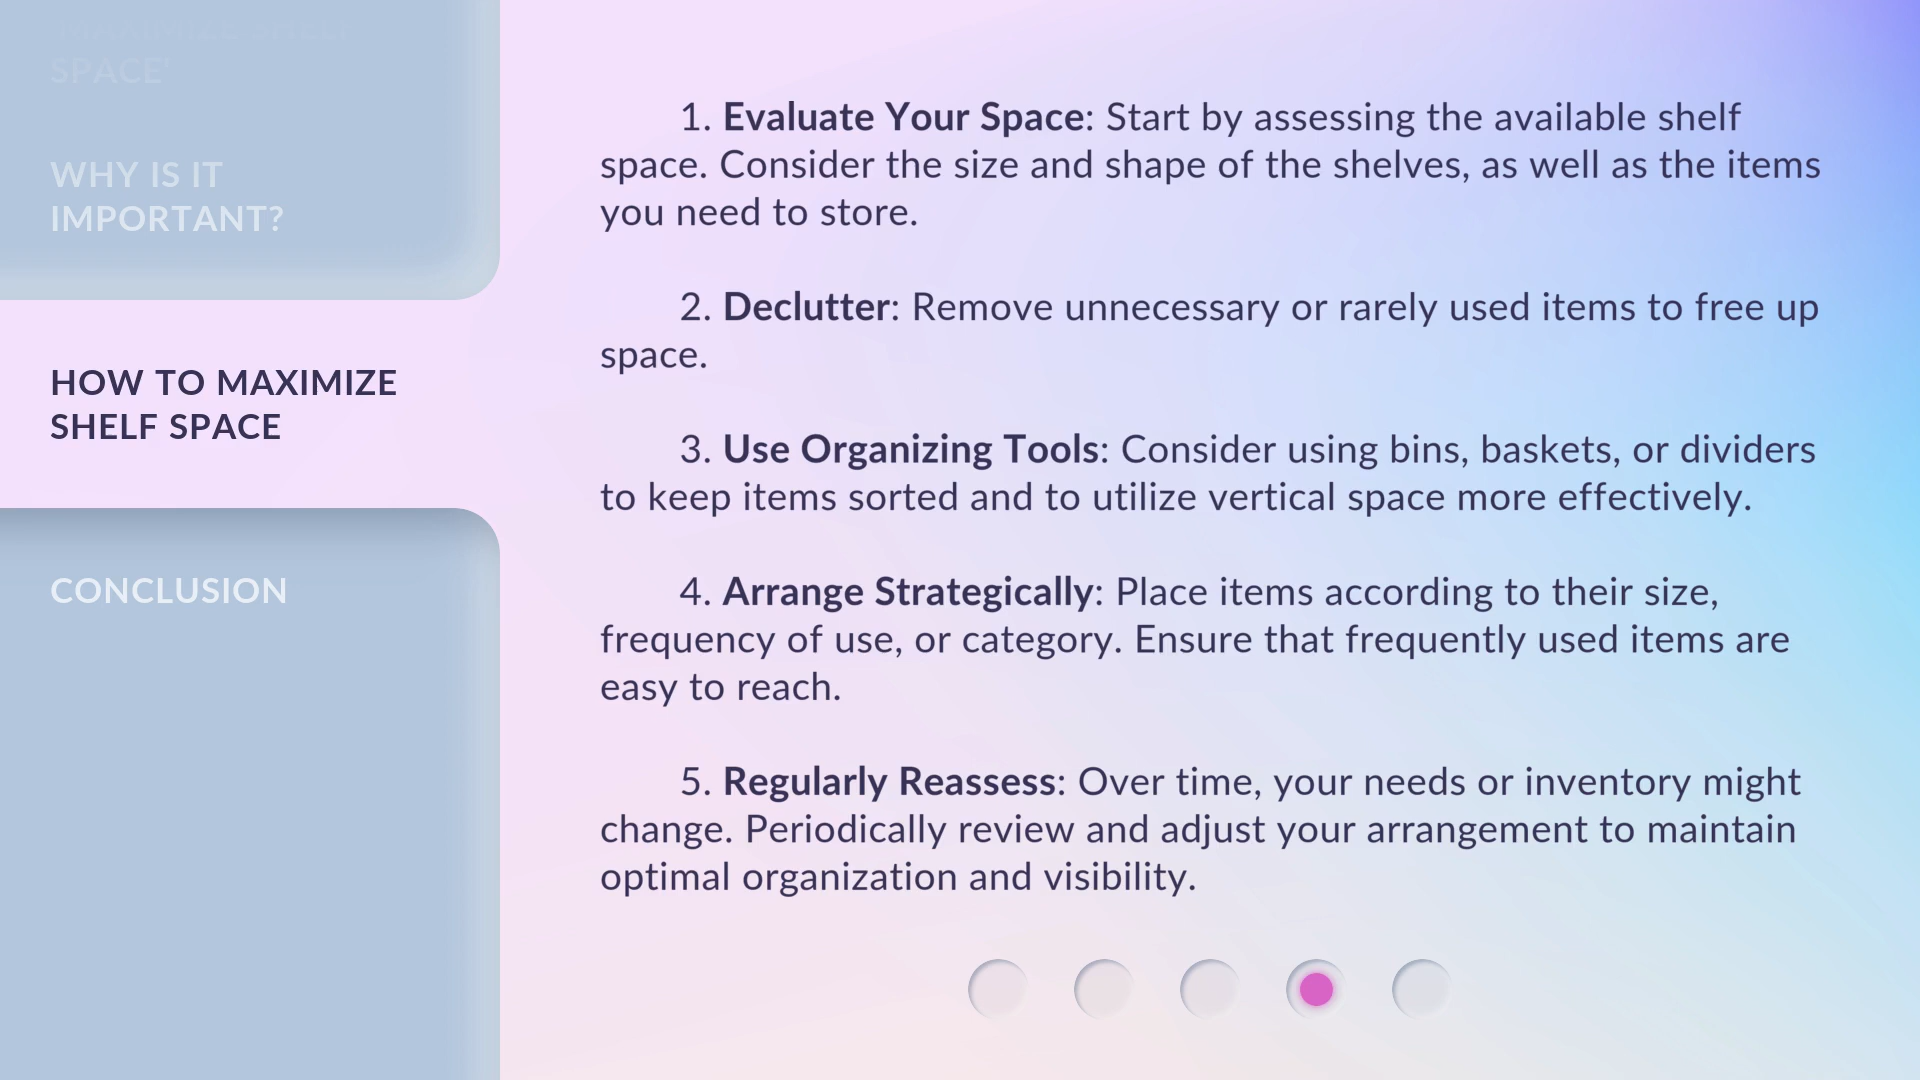 SPACE'
WHY IS IT
IMPORTANT?
HOW TO MAXIMIZE
SHELF SPACE
CONCLUSION
1. Evaluate Your Space: Start by assessing the available shelf
space. Consider the size and shape of the shelves, as well as the items
you need to store.
2. Declutter: Remove unnecessary or rarely used items to free up
space.
3. Use Organizing Tools: Consider using bins, baskets, or dividers
to keep items sorted and to utilize vertical space more effectively.
4. Arrange Strategically: Place items according to their size,
frequency of use, or category. Ensure that frequently used items are
easy to reach.
5. Regularly Reassess: Over time, your needs or inventory might
change. Periodically review and adjust your arrangement to maintain
optimal organization and visibility.